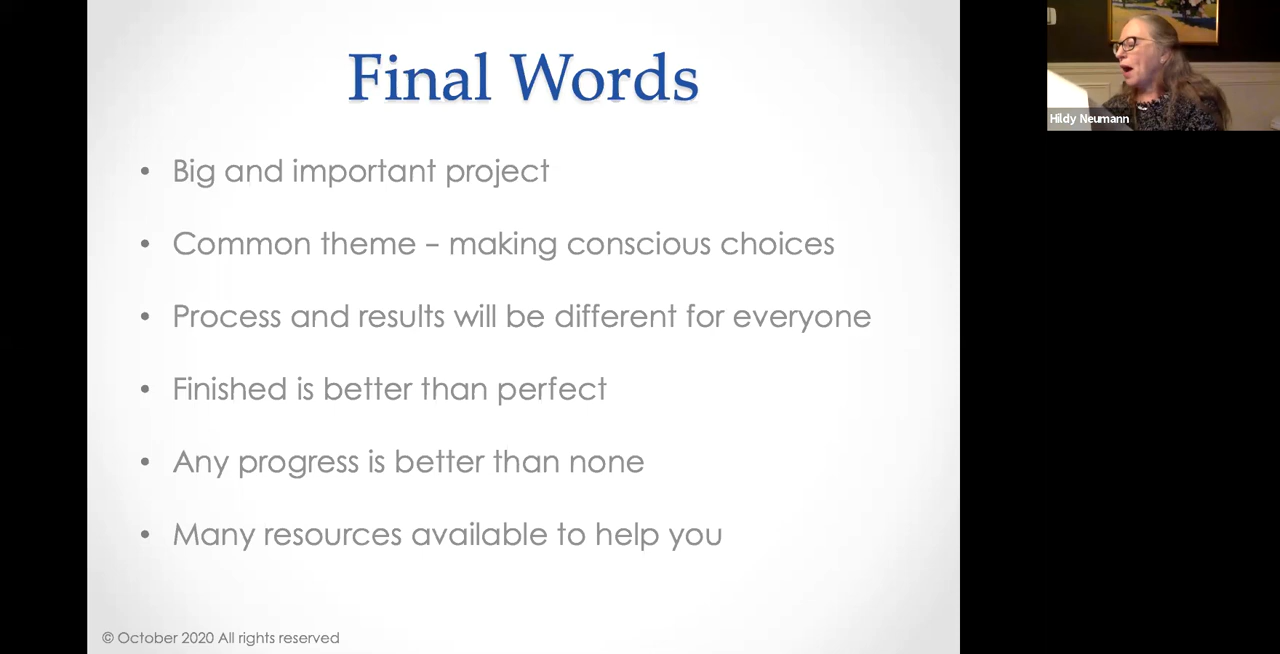 Final Words
• Big and important project
• Common theme – making conscious choices
• Process and results will be different for everyone
• Finished is better than perfect
• Any progress is better than none
• Many resources available to help you
© October 2020 All rights reserved
Hildy Neumann